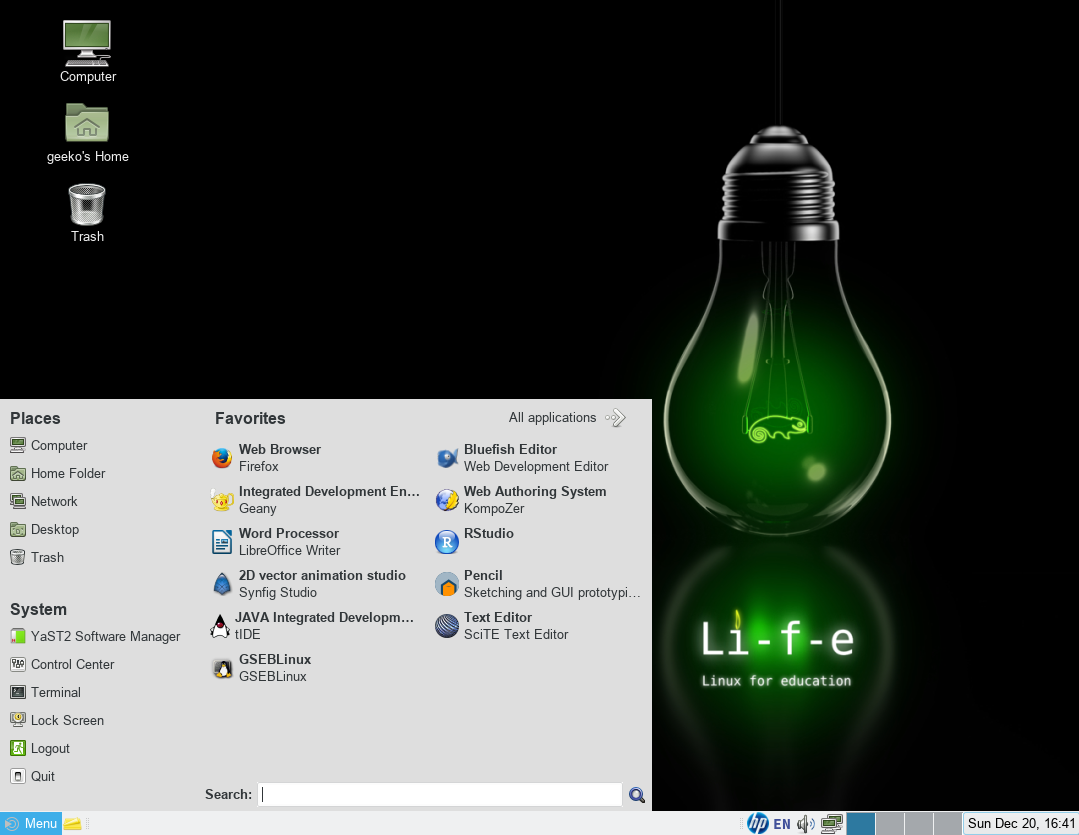 Computer
geeko's Home
Trash
Places
Computer
Home Folder
Network
Desktop
Trash
System
YaST2 Software Manager
Control Center
Terminal
Lock Screen
Logout
Quit
Favorites
All applications
Web Browser
Firefox
Integrated Development En...
Geany
Word Processor
LibreOffice Writer
2D vector animation studio
Synfig Studio
JAVA Integrated Developm...
tIDE
GSEBLinux
GSEBLinux
Bluefish Editor
Web Development Editor
Web Authoring System
KompoZer
R
RStudio
Pencil
Sketching and GUI prototypi...
Text Editor
SciTE Text Editor
Search:
Li-f-e
Linux for education
Menu
hp
EN
Sun Dec 20, 16:41